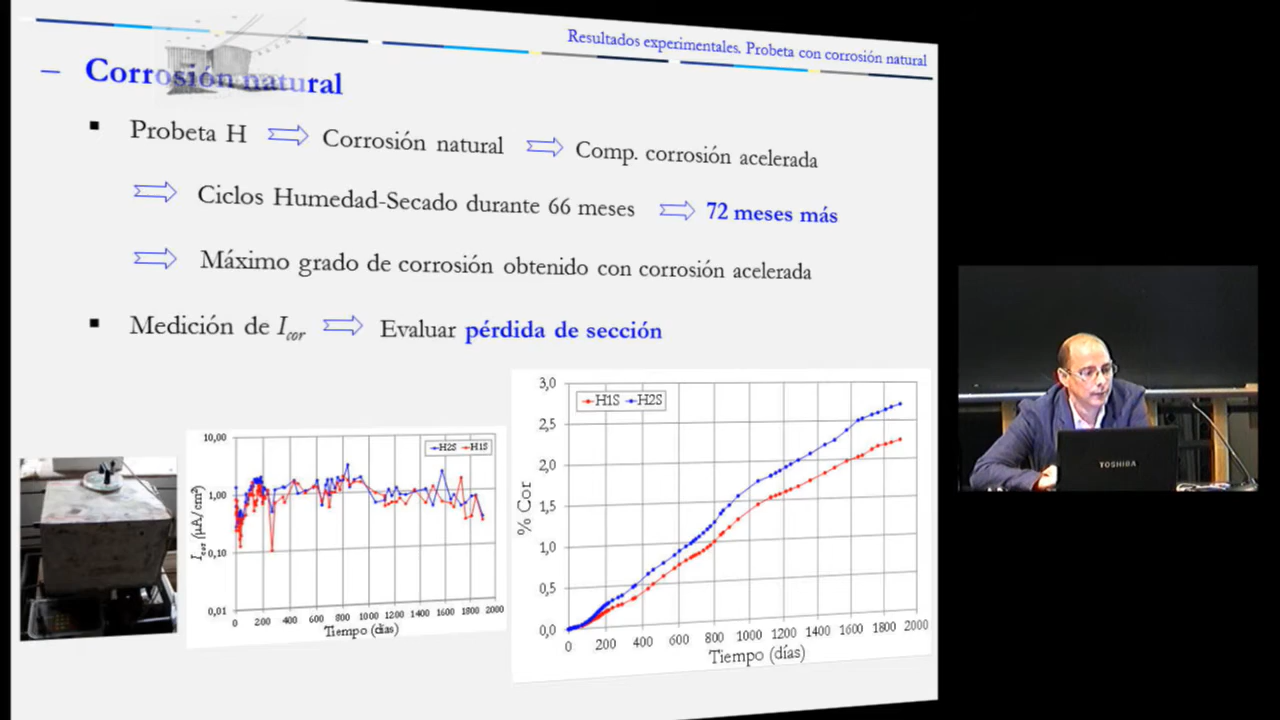 Resultados experimentales. Probeta con corrosión natural
– Corrosión natural
▪ Probeta H ⇨ Corrosión natural ⇨ Comp. corrosión acelerada
⇨ Ciclos Humedad-Secado durante 66 meses ⇨ 72 meses más
⇨ Máximo grado de corrosión obtenido con corrosión acelerada
▪ Medición de Icor ⇨ Evaluar pérdida de sección
10,00
1,00
0,10
0,01
Icor (µA/cm²)
H2S H1S
0 200 400 600 800 1000 1200 1400 1600 1800 2000
Tiempo (días)
3,0
2,5
2,0
1,5
1,0
0,5
0,0
% Cor
H1S H2S
0 200 400 600 800 1000 1200 1400 1600 1800 2000
Tiempo (días)
TOSHIBA